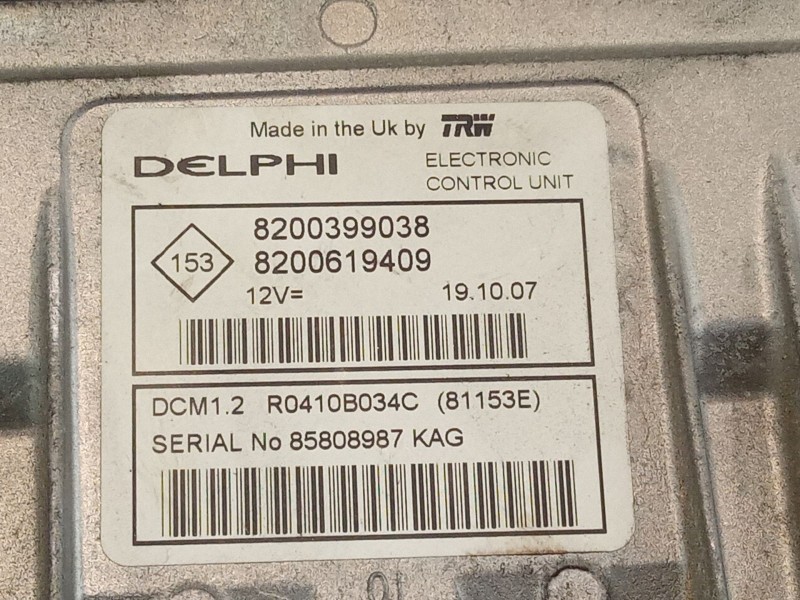 Made in the Uk by TRW
DELPHI ELECTRONIC
CONTROL UNIT
8200399038
153 8200619409
12V= 19.10.07
DCM1.2 R0410B034C (81153E)
SERIAL No 85808987 KAG